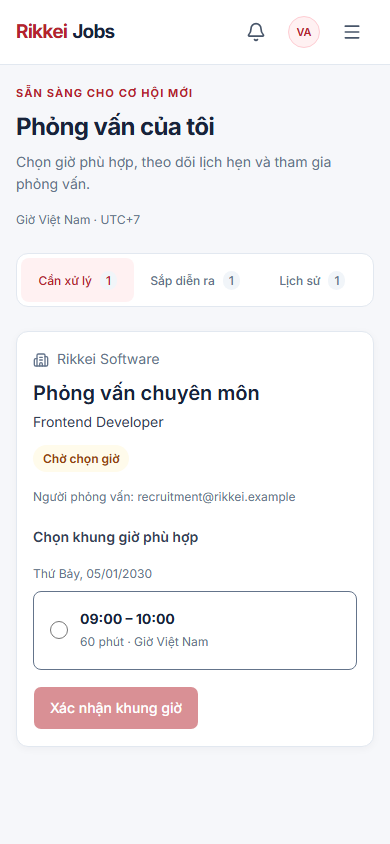 Rikkei Jobs
VA
SẴN SÀNG CHO CƠ HỘI MỚI
Phỏng vấn của tôi
Chọn giờ phù hợp, theo dõi lịch hẹn và tham gia
phỏng vấn.
Giờ Việt Nam · UTC+7
Cần xử lý 1
Sắp diễn ra 1
Lịch sử 1
Rikkei Software
Phỏng vấn chuyên môn
Frontend Developer
Chờ chọn giờ
Người phỏng vấn: recruitment@rikkei.example
Chọn khung giờ phù hợp
Thứ Bảy, 05/01/2030
09:00 – 10:00
60 phút · Giờ Việt Nam
Xác nhận khung giờ